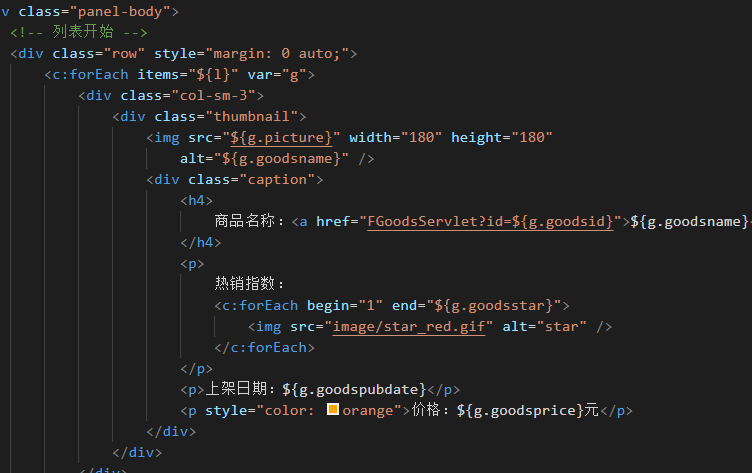 v class="panel-body">
<!-- 列表开始 -->
<div class="row" style="margin: 0 auto;">
<c:forEach items="${l}" var="g">
<div class="col-sm-3">
<div class="thumbnail">
<img src="${g.picture}" width="180" height="180"
alt="${g.goodsname}" />
<div class="caption">
<h4>
商品名称：<a href="FGoodsServlet?id=${g.goodsid}">${g.goodsname}<
</h4>
<p>
热销指数：
<c:forEach begin="1" end="${g.goodsstar}">
<img src="image/star_red.gif" alt="star" />
</c:forEach>
</p>
<p>上架日期：${g.goodspubdate}</p>
<p style="color: orange">价格：${g.goodsprice}元</p>
</div>
</div>
</div>